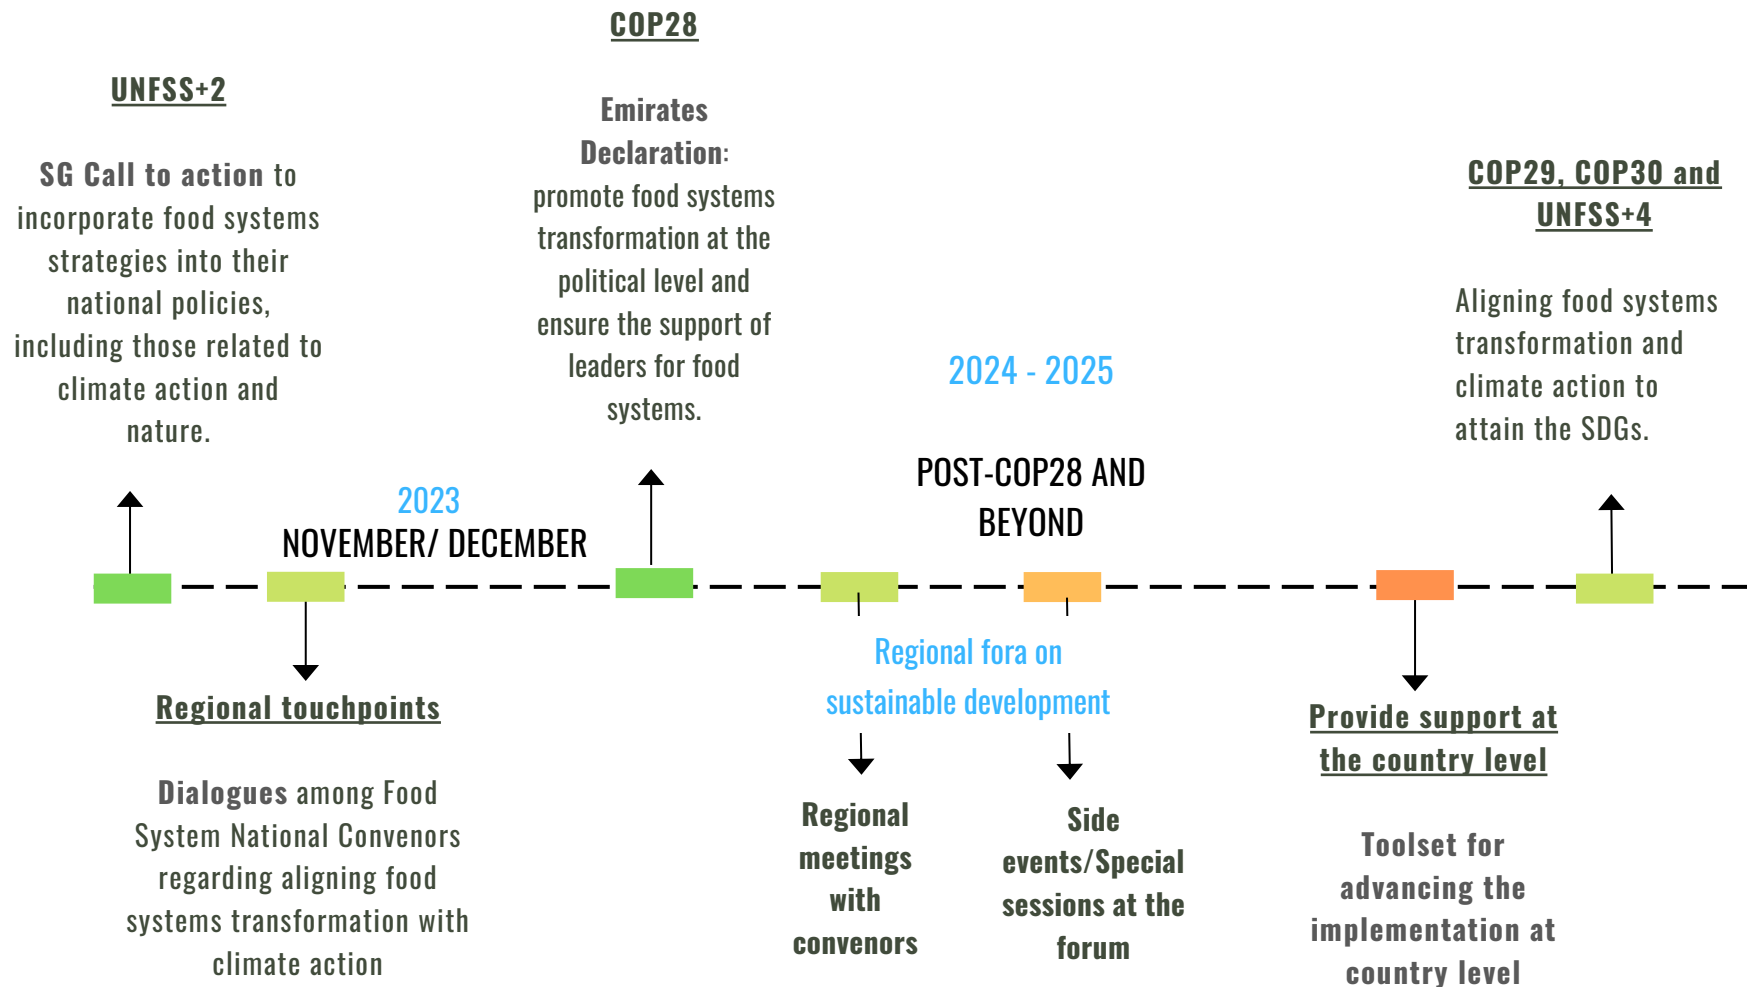 UNFSS+2
SG Call to action to
incorporate food systems
strategies into their
national policies,
including those related to
climate action and
nature.
2023
NOVEMBER/ DECEMBER
Regional touchpoints
Dialogues among Food
System National Convenors
regarding aligning food
systems transformation with
climate action
COP28
Emirates
Declaration:
promote food systems
transformation at the
political level and
ensure the support of
leaders for food
systems.
2024 - 2025
POST-COP28 AND
BEYOND
Regional fora on
sustainable development
Regional
meetings
with
convenors
Side
events/Special
sessions at the
forum
Provide support at
the country level
Toolset for
advancing the
implementation at
country level
COP29, COP30 and
UNFSS+4
Aligning food systems
transformation and
climate action to
attain the SDGs.